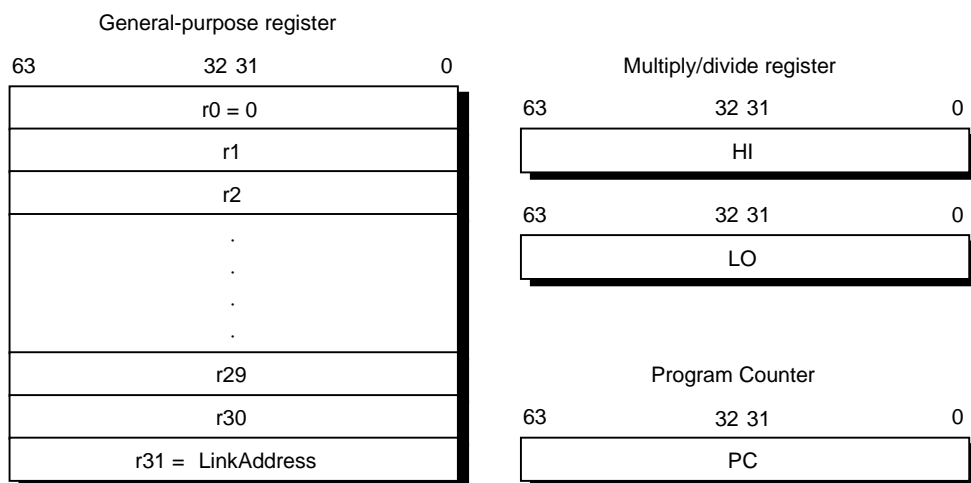 General-purpose register
63 32 31 0
r0 = 0
r1
r2
.
.
.
.
r29
r30
r31 = LinkAddress
Multiply/divide register
63 32 31 0
HI
63 32 31 0
LO
Program Counter
63 32 31 0
PC